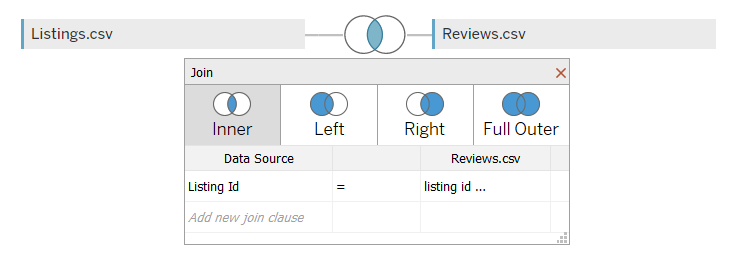 Listings.csv Reviews.csv
Join
Inner Left Right Full Outer
Data Source Reviews.csv
Listing Id = listing id ...
Add new join clause